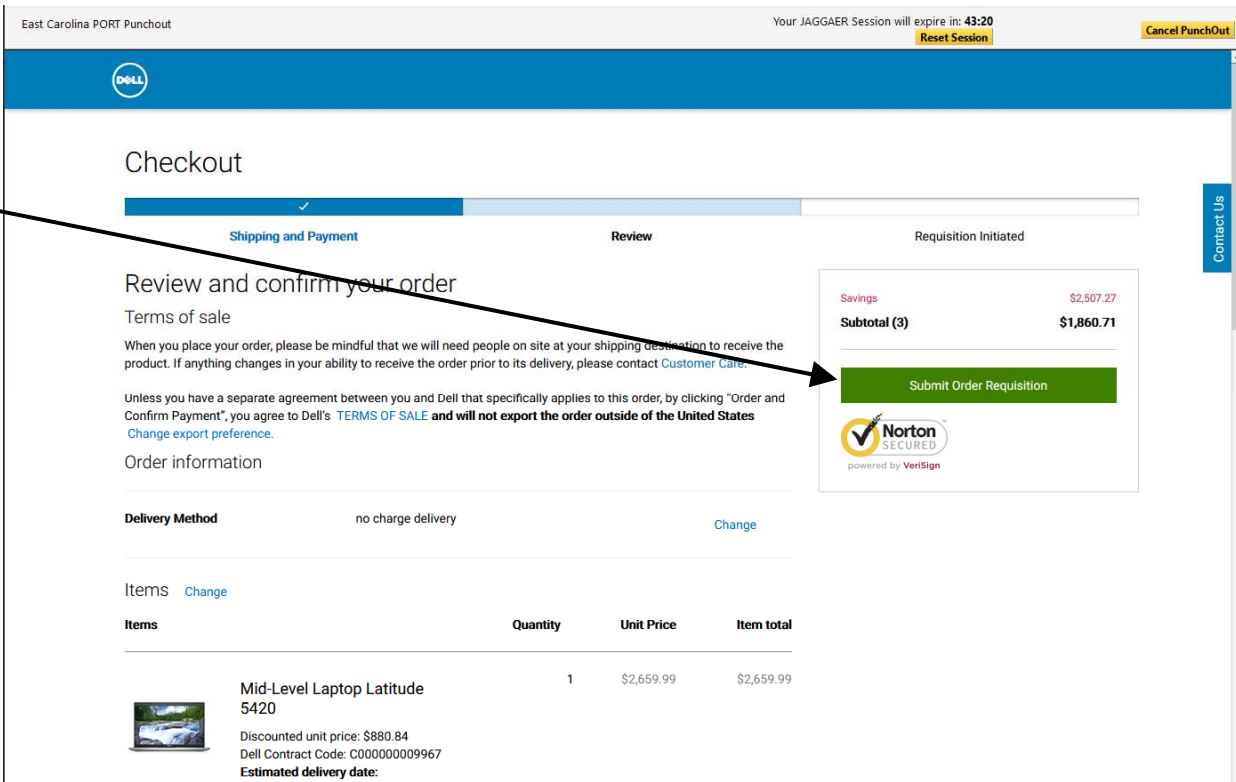 East Carolina PORT Punchout
Your JAGGAER Session will expire in: 43:20
Reset Session
Cancel PunchOut
DELL
Checkout
Contact Us
Shipping and Payment
Review
Requisition Initiated
Review and confirm your order
Terms of sale
When you place your order, please be mindful that we will need people on site at your shipping destination to receive the
product. If anything changes in your ability to receive the order prior to its delivery, please contact Customer Care.
Unless you have a separate agreement between you and Dell that specifically applies to this order, by clicking "Order and
Confirm Payment", you agree to Dell's TERMS OF SALE and will not export the order outside of the United States
Change export preference.
Savings $2,507.27
Subtotal (3) $1,860.71
Submit Order Requisition
Norton
SECURED
powered by VeriSign
Order information
Delivery Method no charge delivery Change
Items Change
Items Quantity Unit Price Item total
Mid-Level Laptop Latitude 1 $2,659.99 $2,659.99
5420
Discounted unit price: $880.84
Dell Contract Code: C000000009967
Estimated delivery date: